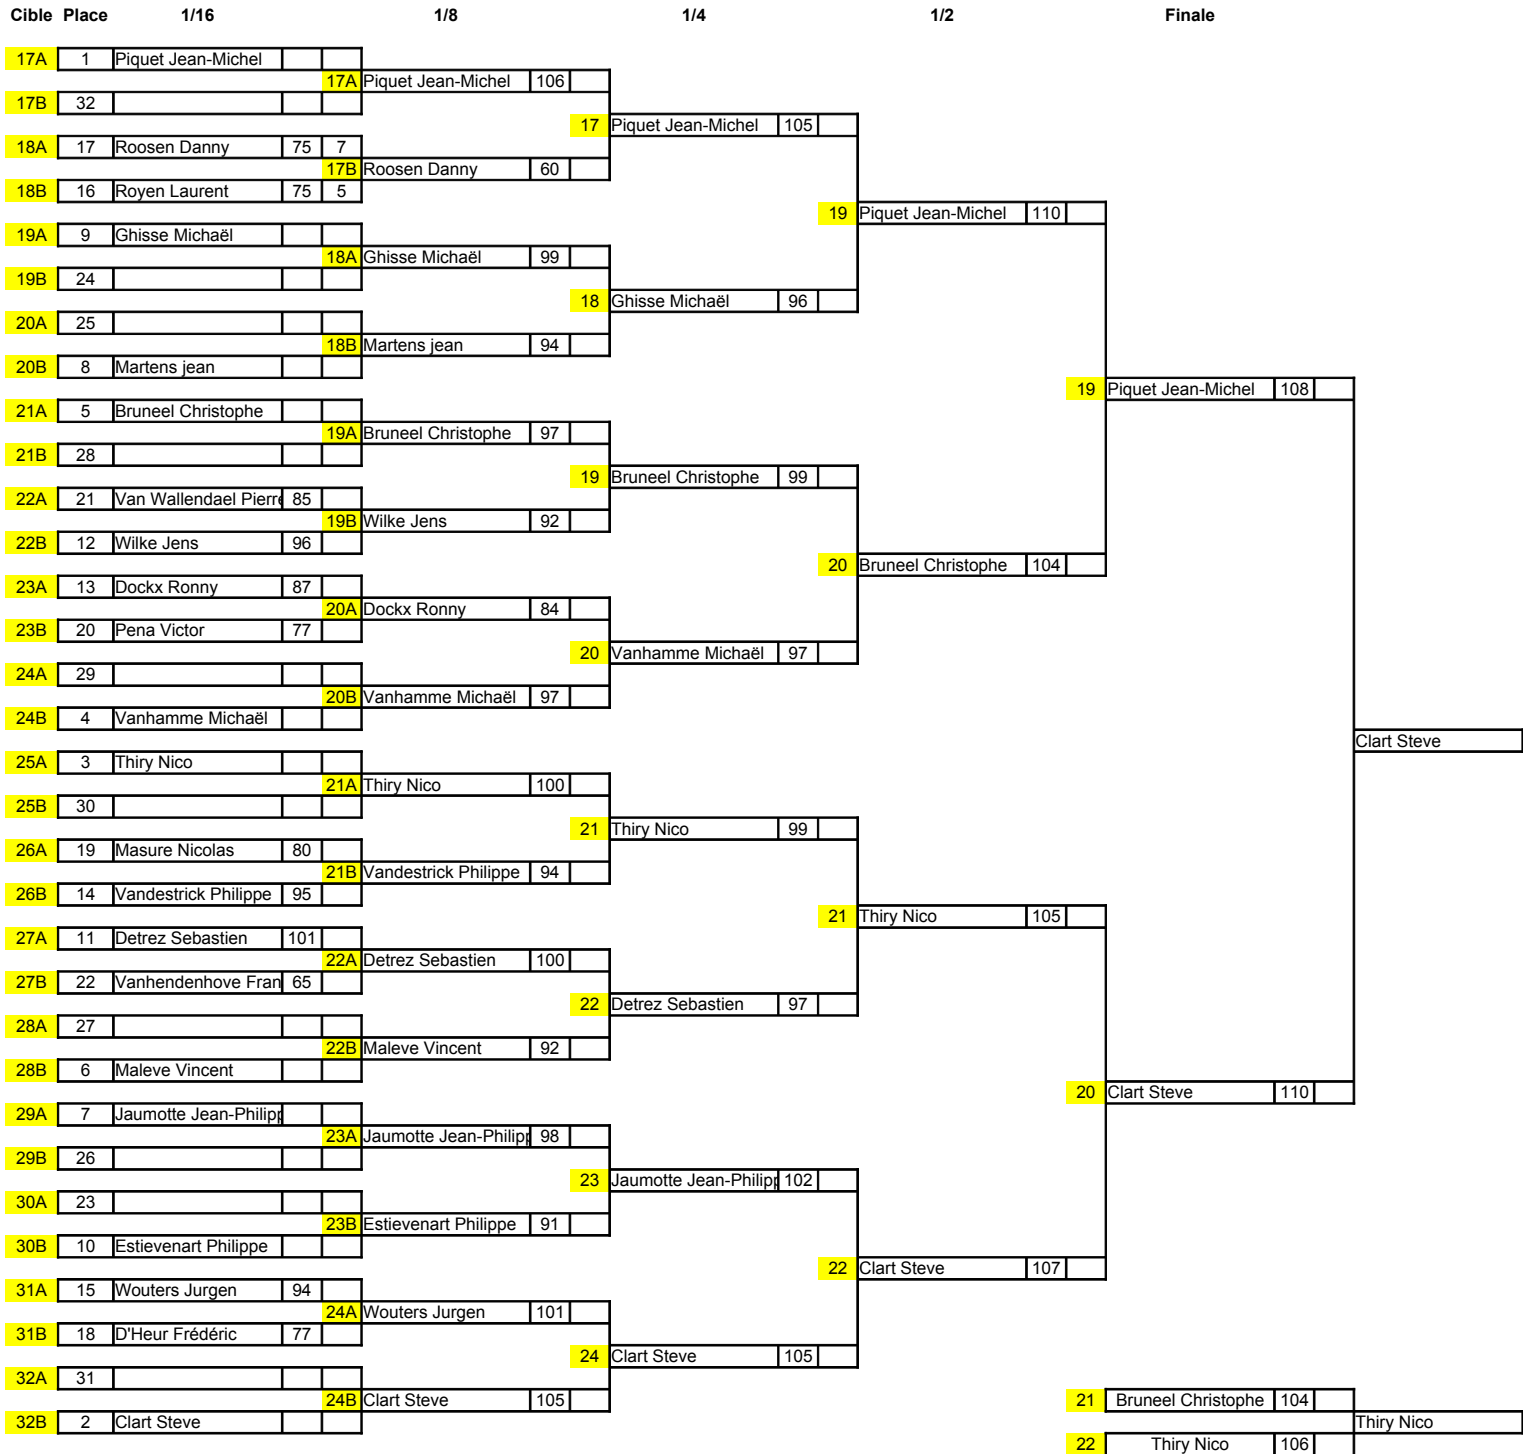 Cible Place 1/16 1/8 1/4 1/2 Finale
17A 1 Piquet Jean-Michel
17A Piquet Jean-Michel 106
17B 32
17 Piquet Jean-Michel 105
18A 17 Roosen Danny 75 7
17B Roosen Danny 60
18B 16 Royen Laurent 75 5
19 Piquet Jean-Michel 110
19A 9 Ghisse Michaël
18A Ghisse Michaël 99
19B 24
18 Ghisse Michaël 96
20A 25
18B Martens jean 94
20B 8 Martens jean
19 Piquet Jean-Michel 108
21A 5 Bruneel Christophe
19A Bruneel Christophe 97
21B 28
19 Bruneel Christophe 99
22A 21 Van Wallendael Pierre 85
19B Wilke Jens 92
22B 12 Wilke Jens 96
20 Bruneel Christophe 104
23A 13 Dockx Ronny 87
20A Dockx Ronny 84
23B 20 Pena Victor 77
20 Vanhamme Michaël 97
24A 29
20B Vanhamme Michaël 97
24B 4 Vanhamme Michaël
Clart Steve
25A 3 Thiry Nico
21A Thiry Nico 100
25B 30
21 Thiry Nico 99
26A 19 Masure Nicolas 80
21B Vandestrick Philippe 94
26B 14 Vandestrick Philippe 95
21 Thiry Nico 105
27A 11 Detrez Sebastien 101
22A Detrez Sebastien 100
27B 22 Vanhendenhove Fran 65
22 Detrez Sebastien 97
28A 27
22B Maleve Vincent 92
28B 6 Maleve Vincent
20 Clart Steve 110
29A 7 Jaumotte Jean-Philipp
23A Jaumotte Jean-Philipp 98
29B 26
23 Jaumotte Jean-Philipp 102
30A 23
23B Estievenart Philippe 91
30B 10 Estievenart Philippe
22 Clart Steve 107
31A 15 Wouters Jurgen 94
24A Wouters Jurgen 101
31B 18 D'Heur Frédéric 77
24 Clart Steve 105
32A 31
24B Clart Steve 105
21 Bruneel Christophe 104
32B 2 Clart Steve
Thiry Nico
22 Thiry Nico 106